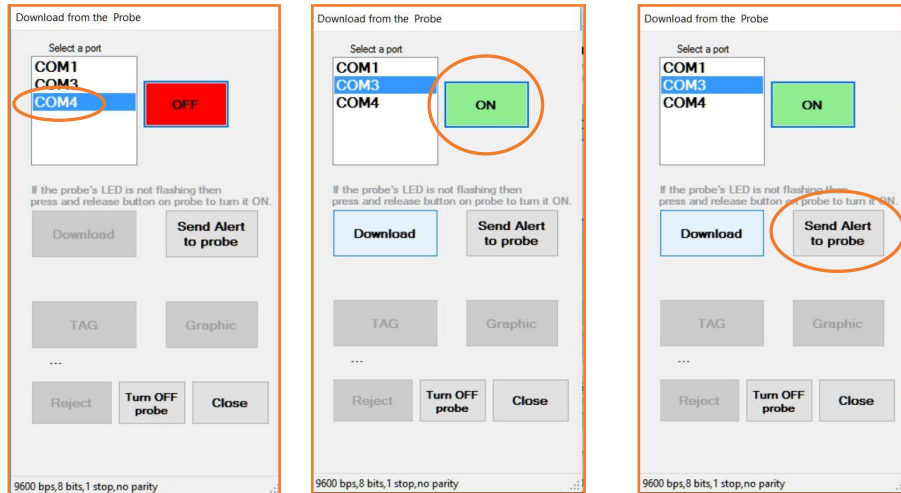 Download from the Probe
Select a port
COM1
COM3
COM4
OFF
If the probe's LED is not flashing then
press and release button on probe to turn it ON.
Download
Send Alert
to probe
TAG
Graphic
---
Reject
Turn OFF
probe
Close
9600 bps,8 bits,1 stop,no parity
Download from the Probe
Select a port
COM1
COM3
COM4
ON
If the probe's LED is not flashing then
press and release button on probe to turn it ON.
Download
Send Alert
to probe
TAG
Graphic
---
Reject
Turn OFF
probe
Close
9600 bps,8 bits,1 stop,no parity
Download from the Probe
Select a port
COM1
COM3
COM4
ON
If the probe's LED is not flashing then
press and release button on probe to turn it ON.
Download
Send Alert
to probe
TAG
Graphic
---
Reject
Turn OFF
probe
Close
9600 bps,8 bits,1 stop,no parity